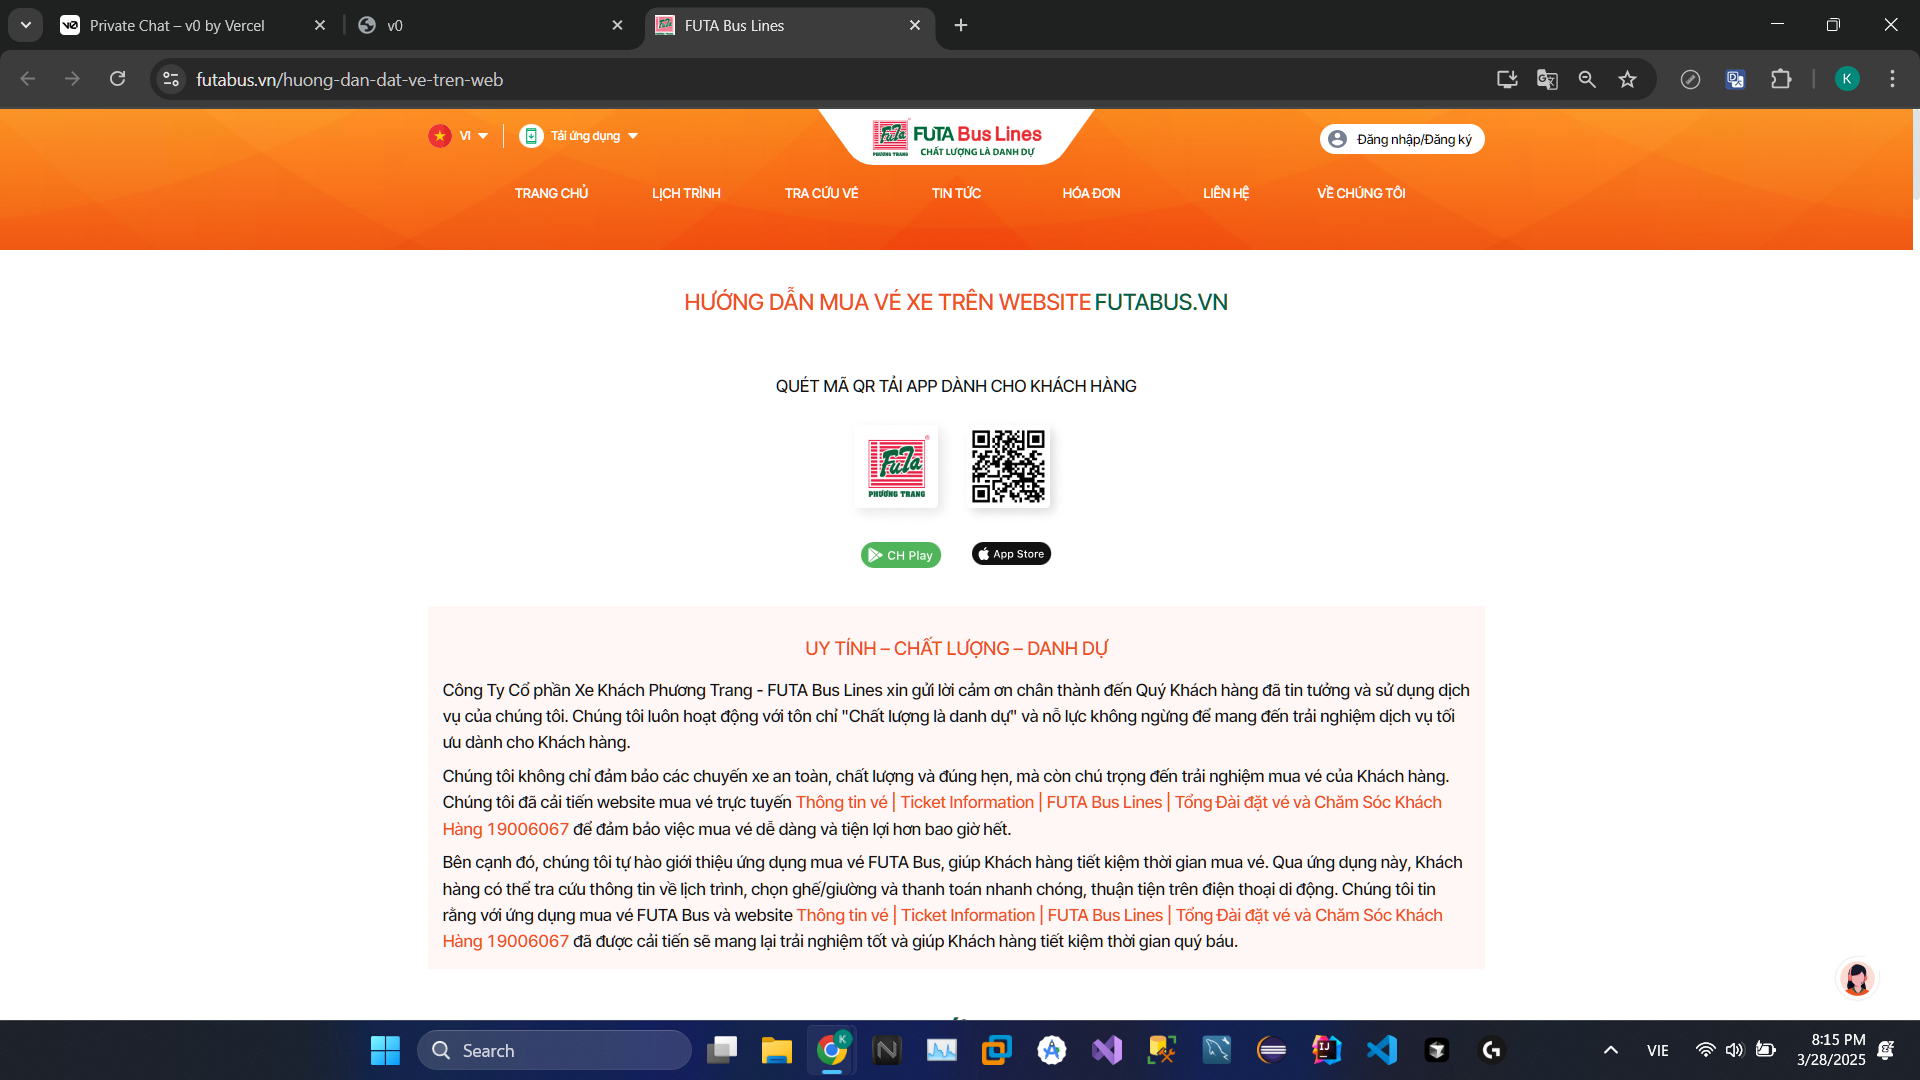 Private Chat – v0 by Vercel
v0
FUTA Bus Lines
futabus.vn/huong-dan-dat-ve-tren-web
K
VI
Tải ứng dụng
FuTa
PHƯƠNG TRANG
FUTA Bus Lines
CHẤT LƯỢNG LÀ DANH DỰ
Đăng nhập/Đăng ký
TRANG CHỦ
LỊCH TRÌNH
TRA CỨU VÉ
TIN TỨC
HÓA ĐƠN
LIÊN HỆ
VỀ CHÚNG TÔI
HƯỚNG DẪN MUA VÉ XE TRÊN WEBSITE FUTABUS.VN
QUÉT MÃ QR TẢI APP DÀNH CHO KHÁCH HÀNG
FuTa
PHƯƠNG TRANG
CH Play
App Store
UY TÍNH – CHẤT LƯỢNG – DANH DỰ
Công Ty Cổ phần Xe Khách Phương Trang - FUTA Bus Lines xin gửi lời cảm ơn chân thành đến Quý Khách hàng đã tin tưởng và sử dụng dịch
vụ của chúng tôi. Chúng tôi luôn hoạt động với tôn chỉ "Chất lượng là danh dự" và nỗ lực không ngừng để mang đến trải nghiệm dịch vụ tối
ưu dành cho Khách hàng.
Chúng tôi không chỉ đảm bảo các chuyến xe an toàn, chất lượng và đúng hẹn, mà còn chú trọng đến trải nghiệm mua vé của Khách hàng.
Chúng tôi đã cải tiến website mua vé trực tuyến Thông tin vé | Ticket Information | FUTA Bus Lines | Tổng Đài đặt vé và Chăm Sóc Khách
Hàng 19006067 để đảm bảo việc mua vé dễ dàng và tiện lợi hơn bao giờ hết.
Bên cạnh đó, chúng tôi tự hào giới thiệu ứng dụng mua vé FUTA Bus, giúp Khách hàng tiết kiệm thời gian mua vé. Qua ứng dụng này, Khách
hàng có thể tra cứu thông tin về lịch trình, chọn ghế/giường và thanh toán nhanh chóng, thuận tiện trên điện thoại di động. Chúng tôi tin
rằng với ứng dụng mua vé FUTA Bus và website Thông tin vé | Ticket Information | FUTA Bus Lines | Tổng Đài đặt vé và Chăm Sóc Khách
Hàng 19006067 đã được cải tiến sẽ mang lại trải nghiệm tốt và giúp Khách hàng tiết kiệm thời gian quý báu.
Search
K
VIE
8:15 PM
3/28/2025